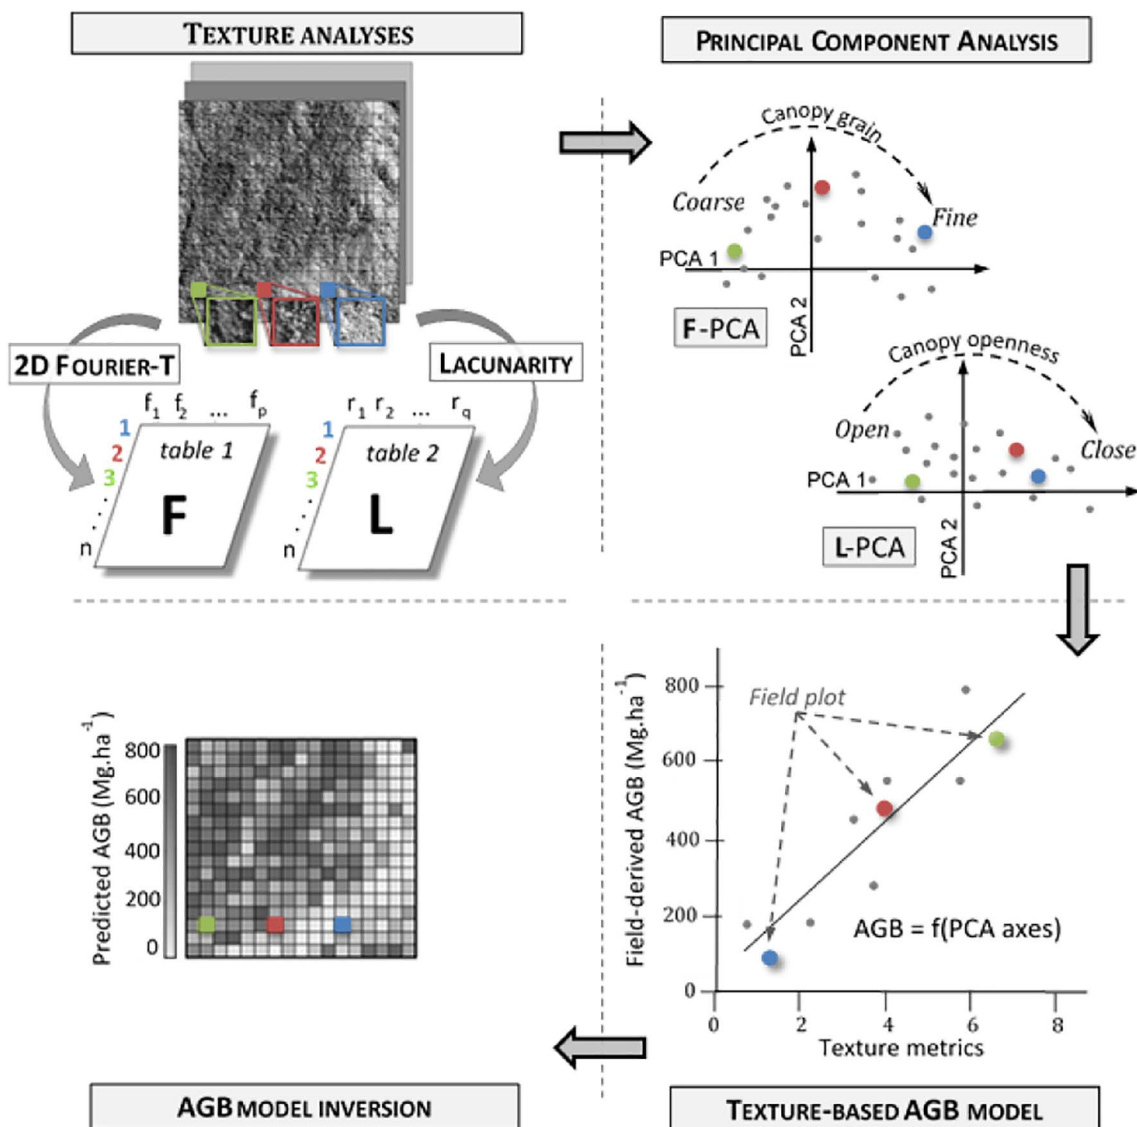 TEXTURE ANALYSES
2D FOURIER-T
LACUNARITY
f1 f2 ... fp
1
2
3
.
.
.
n
table 1
F
r1 r2 ... rq
1
2
3
.
.
.
n
table 2
L
PRINCIPAL COMPONENT ANALYSIS
Canopy grain
Coarse
Fine
PCA 1
PCA 2
F-PCA
Canopy openness
Open
Close
PCA 1
PCA 2
L-PCA
Predicted AGB (Mg.ha-1)
800
600
400
200
0
AGB MODEL INVERSION
Field-derived AGB (Mg.ha-1)
800
600
400
200
0
Field plot
AGB = f(PCA axes)
0 2 4 6 8
Texture metrics
TEXTURE-BASED AGB MODEL